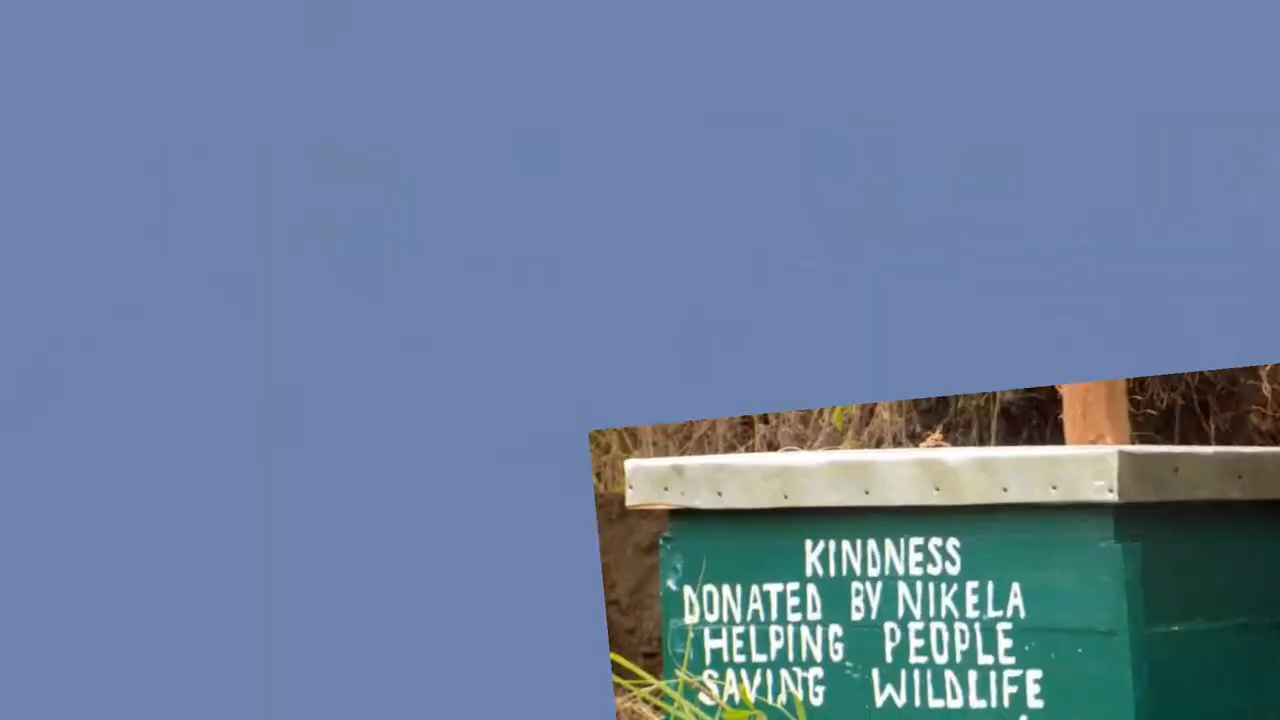 KINDNESS
DONATED BY NIKELA
HELPING PEOPLE
SAVING WILDLIFE